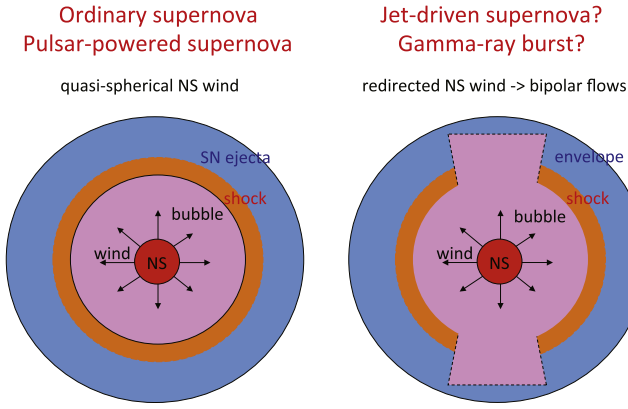 Ordinary supernova
Pulsar-powered supernova
quasi-spherical NS wind
SN ejecta
shock
bubble
wind
NS
Jet-driven supernova?
Gamma-ray burst?
redirected NS wind -> bipolar flows
envelope
shock
bubble
wind
NS